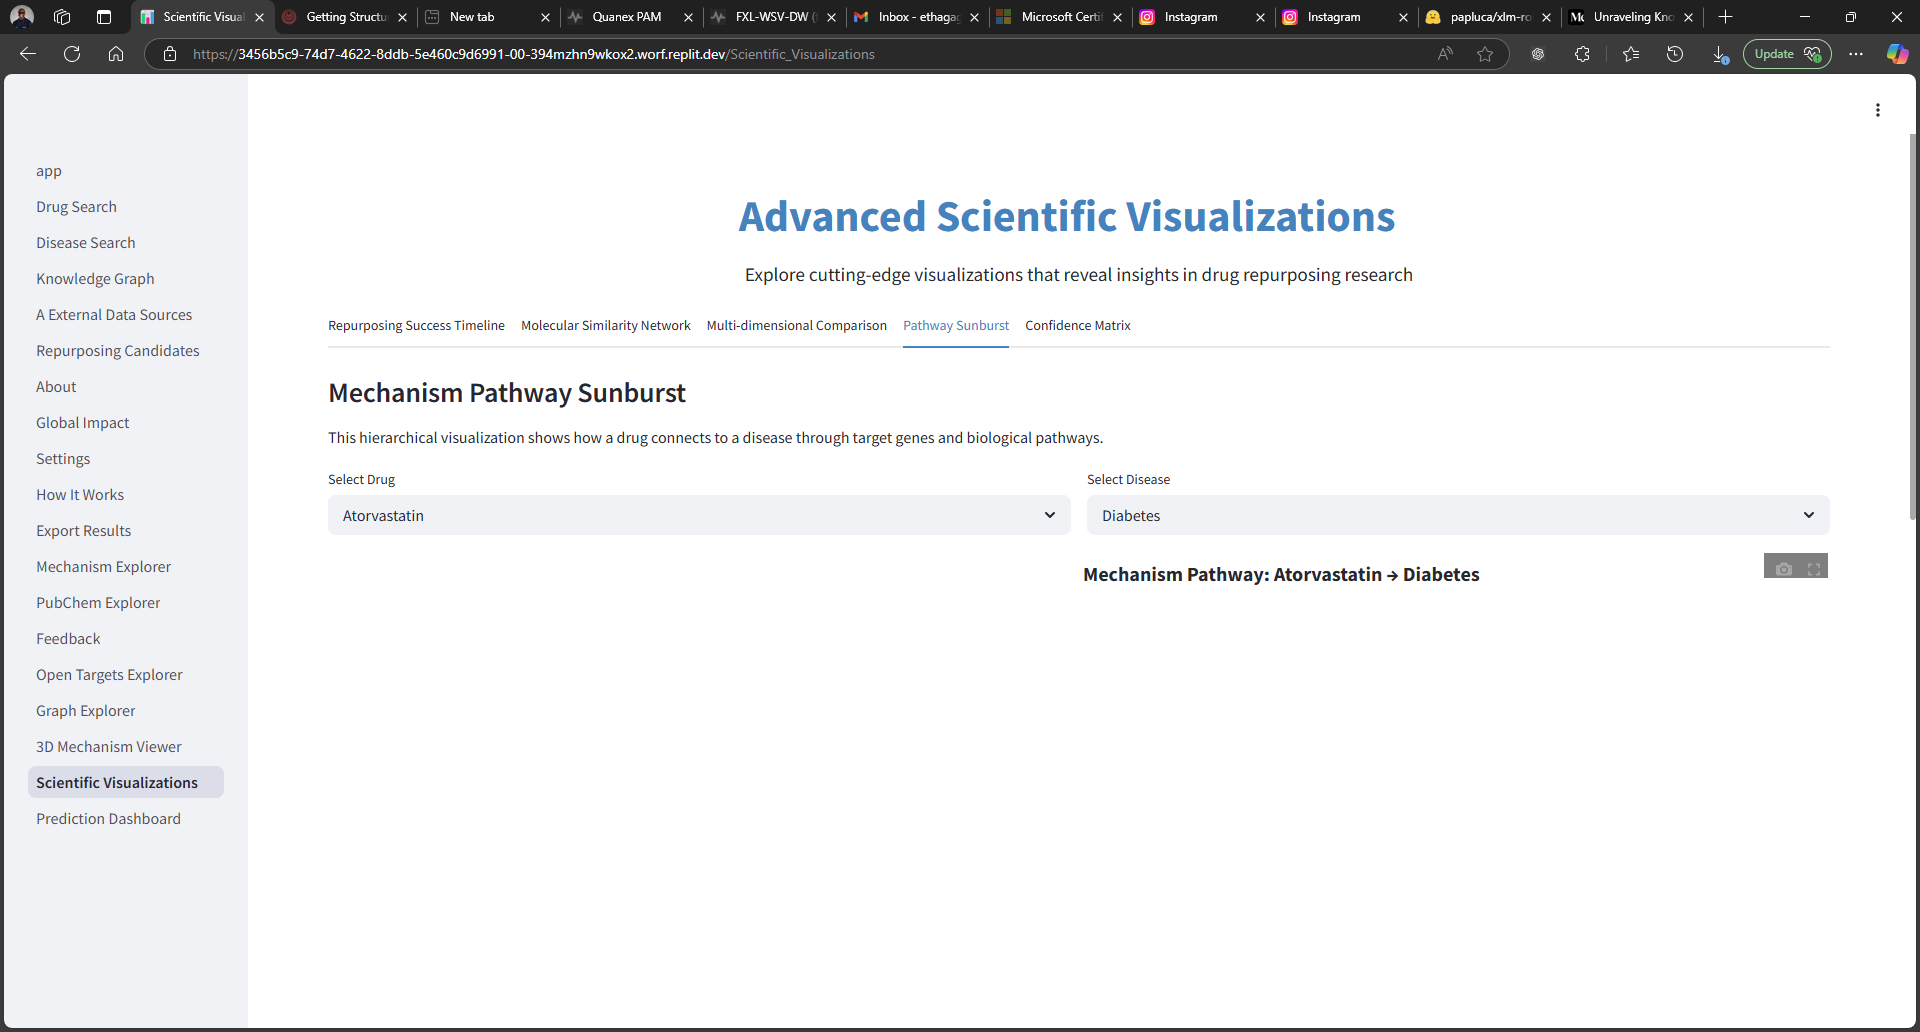 Scientific Visual
Getting Structu
New tab
Quanex PAM
FXL-WSV-DW (
Inbox - ethagag
Microsoft Certif
Instagram
Instagram
papluca/xlm-ro
Unraveling Kno
https://3456b5c9-74d7-4622-8ddb-5e460c9d6991-00-394mzhn9wkox2.worf.replit.dev/Scientific_Visualizations
Update
app
Drug Search
Disease Search
Knowledge Graph
A External Data Sources
Repurposing Candidates
About
Global Impact
Settings
How It Works
Export Results
Mechanism Explorer
PubChem Explorer
Feedback
Open Targets Explorer
Graph Explorer
3D Mechanism Viewer
Scientific Visualizations
Prediction Dashboard
Advanced Scientific Visualizations
Explore cutting-edge visualizations that reveal insights in drug repurposing research
Repurposing Success Timeline Molecular Similarity Network Multi-dimensional Comparison Pathway Sunburst Confidence Matrix
Mechanism Pathway Sunburst
This hierarchical visualization shows how a drug connects to a disease through target genes and biological pathways.
Select Drug
Atorvastatin
Select Disease
Diabetes
Mechanism Pathway: Atorvastatin → Diabetes